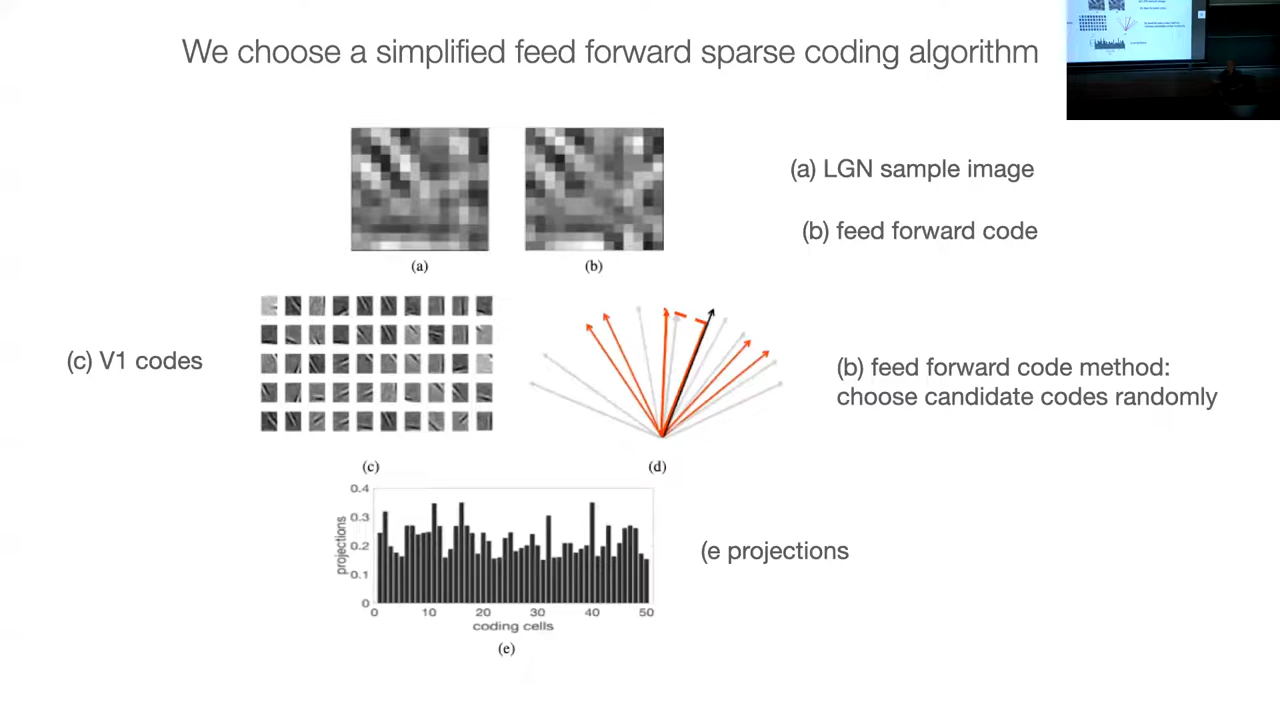 We choose a simplified feed forward sparse coding algorithm
(a) LGN sample image
(b) feed forward code
(a)
(b)
(c) V1 codes
(b) feed forward code method:
choose candidate codes randomly
(c)
(d)
0.4
0.3
0.2
0.1
0
projections
0
10
20
30
40
50
coding cells
(e)
(e projections